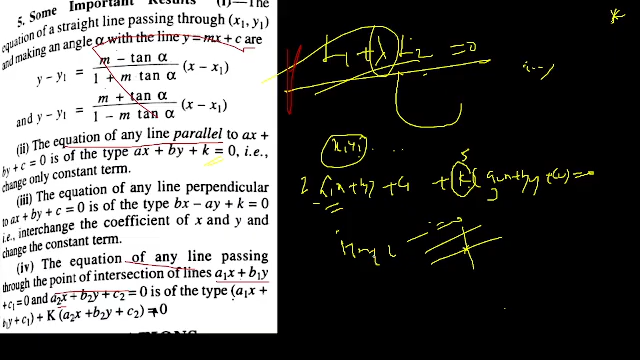 5. Some Important Results (i)—The
equation of a straight line passing through (x₁, y₁)
and making an angle α with the line y = mx + c are
y – y₁ = (m – tan α)/(1 + m tan α) (x – x₁)
and y – y₁ = (m + tan α)/(1 – m tan α) (x – x₁)
(ii) The equation of any line parallel to ax +
by + c = 0 is of the type ax + by + k = 0, i.e.,
change only constant term.
(iii) The equation of any line perpendicular
to ax + by + c = 0 is of the type bx – ay + k = 0
i.e., interchange the coefficient of x and y and
change the constant term.
(iv) The equation of any line passing
through the point of intersection of lines a₁x + b₁y
+ c₁ = 0 and a₂x + b₂y + c₂ = 0 is of the type (a₁x +
b₁y + c₁) + K (a₂x + b₂y + c₂) = 0
L1 + λ L2 = 0
x1, y1 ...
5
+ k ( a2x + b2y + c2) = 0